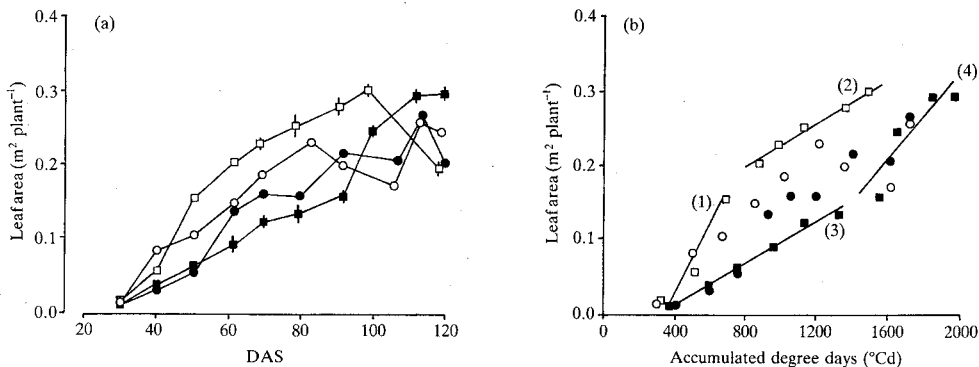 (a)
0.4
0.3
0.2
0.1
0.0
Leaf area (m² plant⁻¹)
20 40 60 80 100 120
DAS
(b)
0.4
0.3
0.2
0.1
0.0
Leaf area (m² plant⁻¹)
(1)
(2)
(3)
(4)
0 400 800 1200 1600 2000
Accumulated degree days (°Cd)